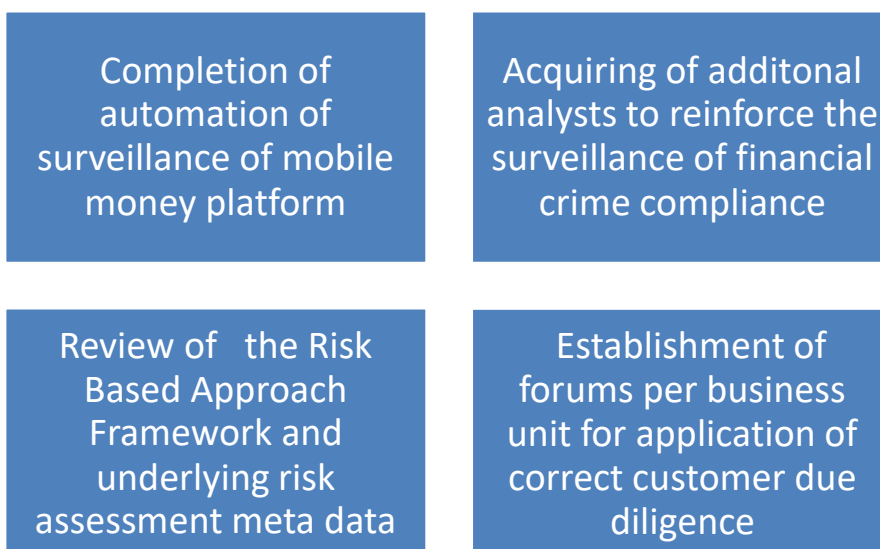 Completion of
automation of
surveillance of mobile
money platform
Acquiring of additonal
analysts to reinforce the
surveillance of financial
crime compliance
Review of   the Risk
Based Approach
Framework and
underlying risk
assessment meta data
Establishment of
forums per business
unit for application of
correct customer due
diligence